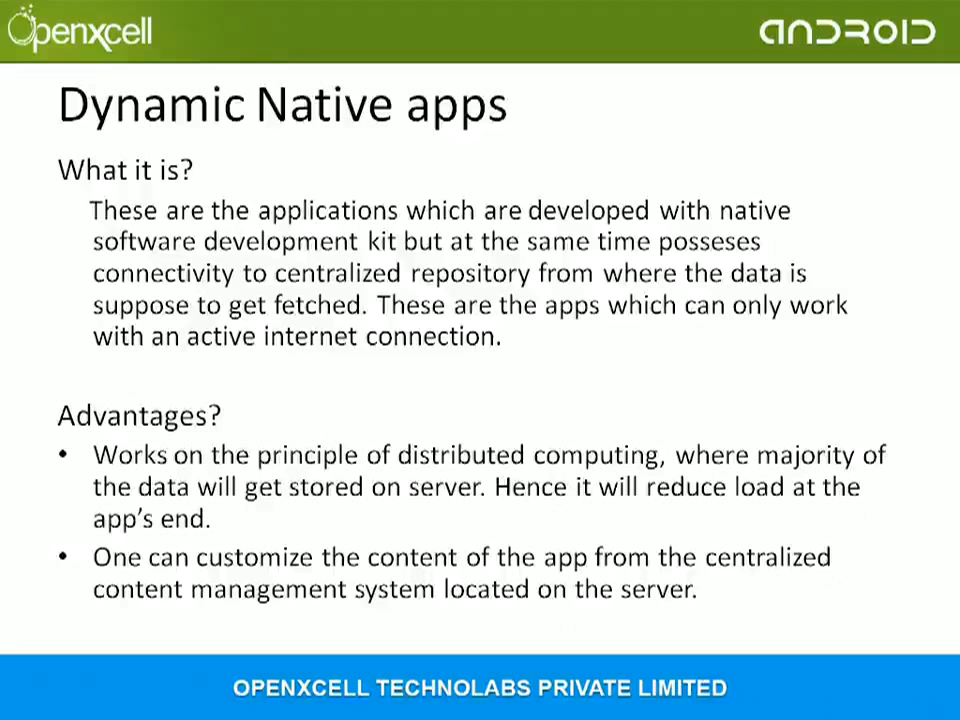 Openxcell
ANDROID
Dynamic Native apps
What it is?
These are the applications which are developed with native
software development kit but at the same time posseses
connectivity to centralized repository from where the data is
suppose to get fetched. These are the apps which can only work
with an active internet connection.
Advantages?
• Works on the principle of distributed computing, where majority of
the data will get stored on server. Hence it will reduce load at the
app's end.
• One can customize the content of the app from the centralized
content management system located on the server.
OPENXCELL TECHNOLABS PRIVATE LIMITED